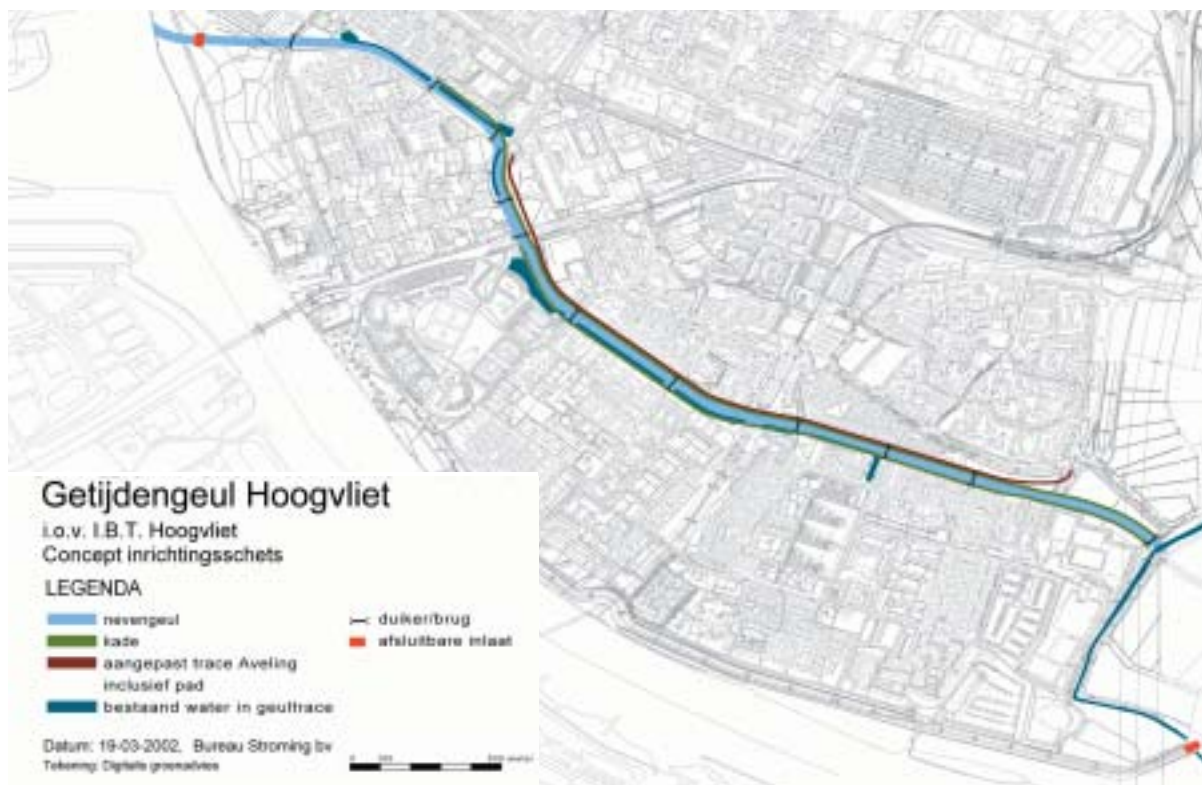 Getijdengeul Hoogvliet
i.o.v. I.B.T. Hoogvliet
Concept inrichtingsschets
LEGENDA
nevengeul
kade
aangepast trace Aveling
inclusief pad
bestaand water in geultrace
duiker/brug
afsluitbare inlaat
Datum: 19-03-2002, Bureau Stroming bv
Tekening: Digitale groenadvies
0